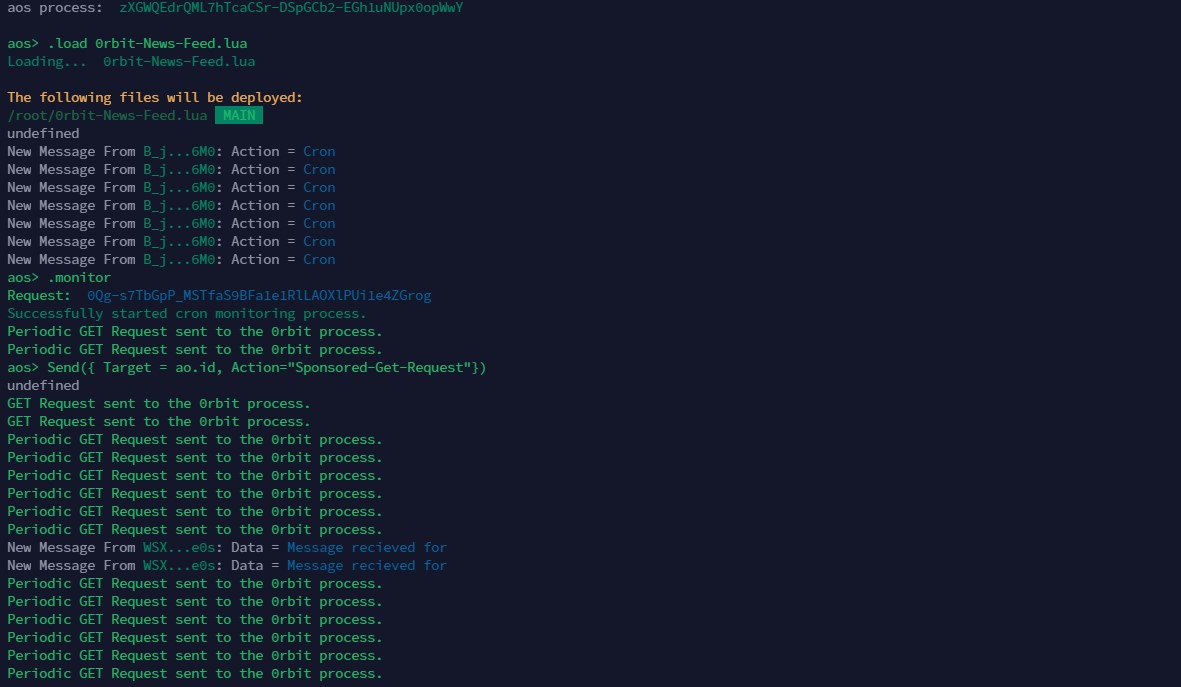 aos process:  zXGWQEdrQML7hTcaCSr-DSpGCb2-EGh1uNUpx0opWwY
aos> .load 0rbit-News-Feed.lua
Loading...  0rbit-News-Feed.lua
The following files will be deployed:
/root/0rbit-News-Feed.lua  MAIN
undefined
New Message From B_j...6M0: Action = Cron
New Message From B_j...6M0: Action = Cron
New Message From B_j...6M0: Action = Cron
New Message From B_j...6M0: Action = Cron
New Message From B_j...6M0: Action = Cron
New Message From B_j...6M0: Action = Cron
New Message From B_j...6M0: Action = Cron
aos> .monitor
Request:  0Qg-s7TbGpP_MSTfaS9BFa1e1RlLAOXlPUi1e4ZGrog
Successfully started cron monitoring process.
Periodic GET Request sent to the 0rbit process.
Periodic GET Request sent to the 0rbit process.
aos> Send({ Target = ao.id, Action="Sponsored-Get-Request"})
undefined
GET Request sent to the 0rbit process.
GET Request sent to the 0rbit process.
Periodic GET Request sent to the 0rbit process.
Periodic GET Request sent to the 0rbit process.
Periodic GET Request sent to the 0rbit process.
Periodic GET Request sent to the 0rbit process.
Periodic GET Request sent to the 0rbit process.
Periodic GET Request sent to the 0rbit process.
New Message From WSX...e0s: Data = Message recieved for
New Message From WSX...e0s: Data = Message recieved for
Periodic GET Request sent to the 0rbit process.
Periodic GET Request sent to the 0rbit process.
Periodic GET Request sent to the 0rbit process.
Periodic GET Request sent to the 0rbit process.
Periodic GET Request sent to the 0rbit process.
Periodic GET Request sent to the 0rbit process.